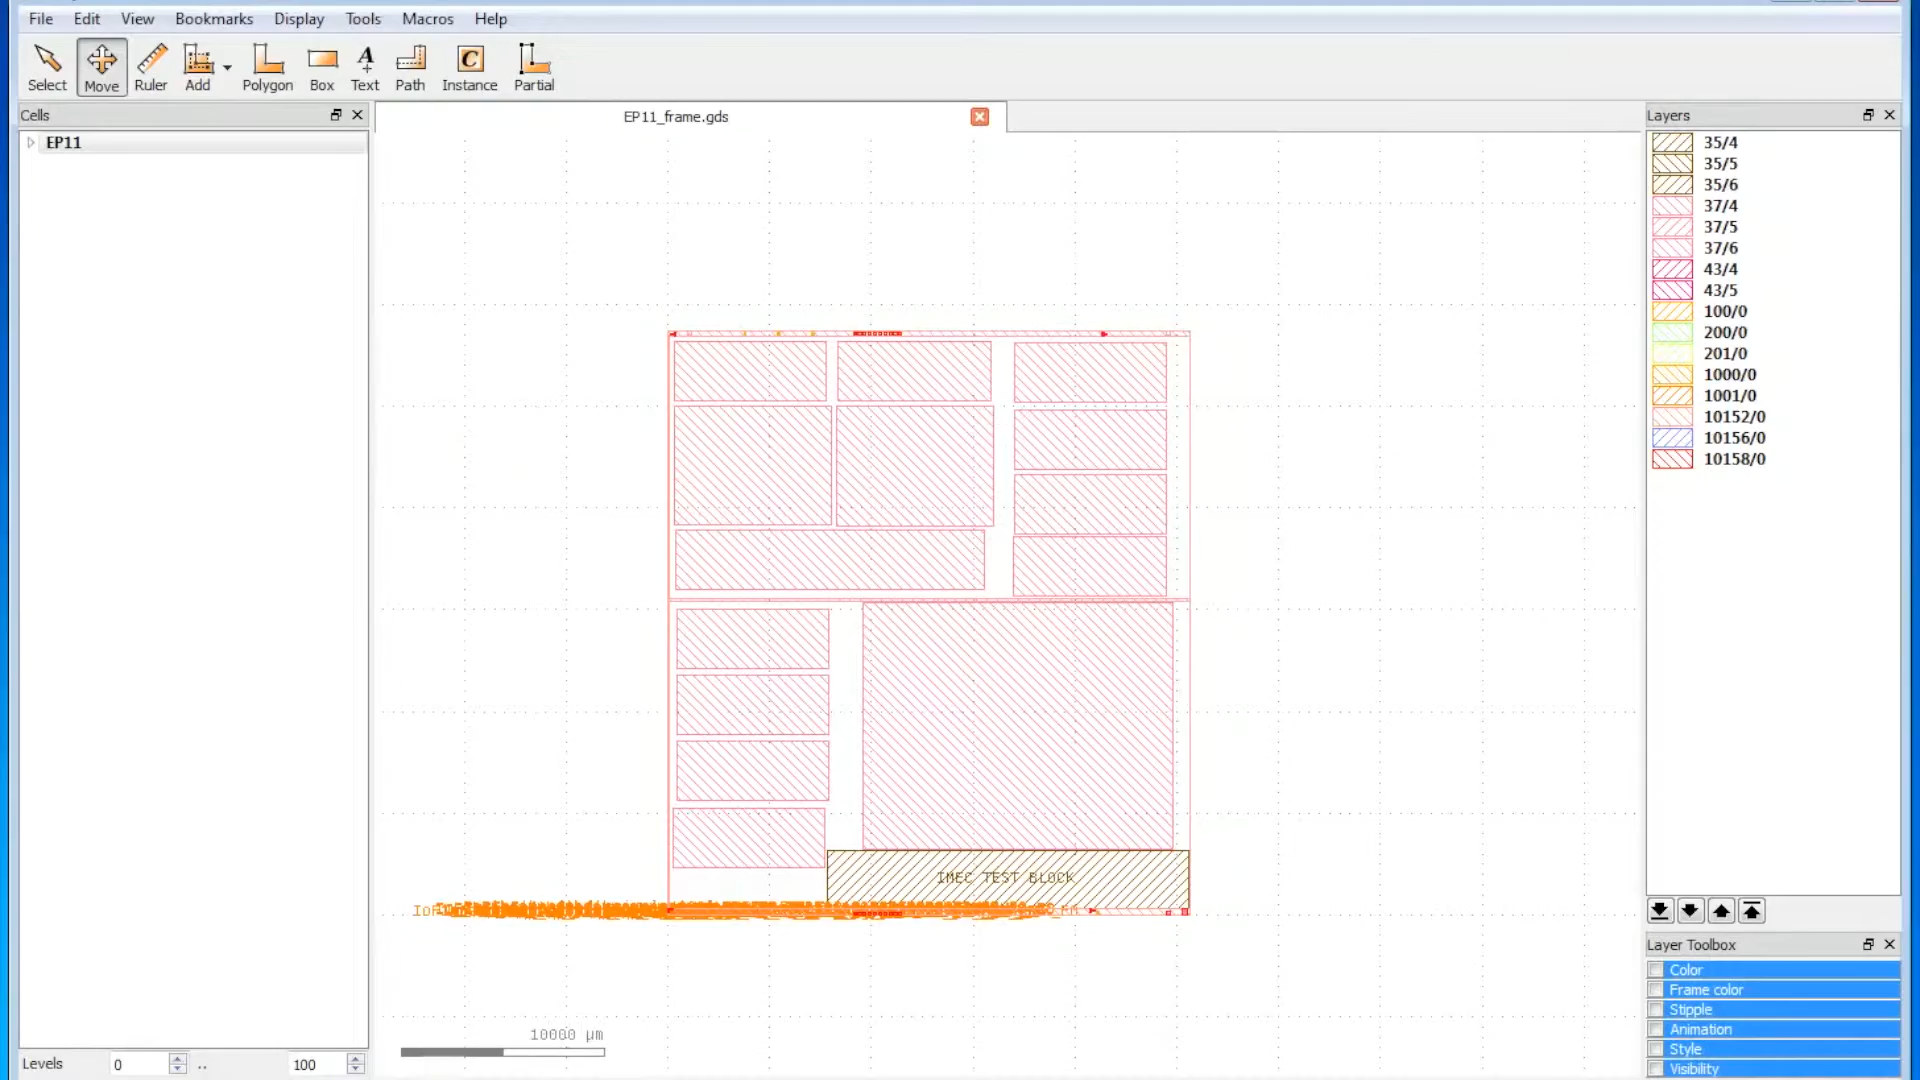 File Edit View Bookmarks Display Tools Macros Help
Select Move Ruler Add Polygon Box Text Path Instance Partial
Cells
EP11_frame.gds
Layers
EP11
35/4
35/5
35/6
37/4
37/5
37/6
43/4
43/5
100/0
200/0
201/0
1000/0
1001/0
10152/0
10156/0
10158/0
IMEC TEST BLOCK
10000 µm
Layer Toolbox
Color
Frame color
Stipple
Animation
Style
Visibility
Levels 0 .. 100